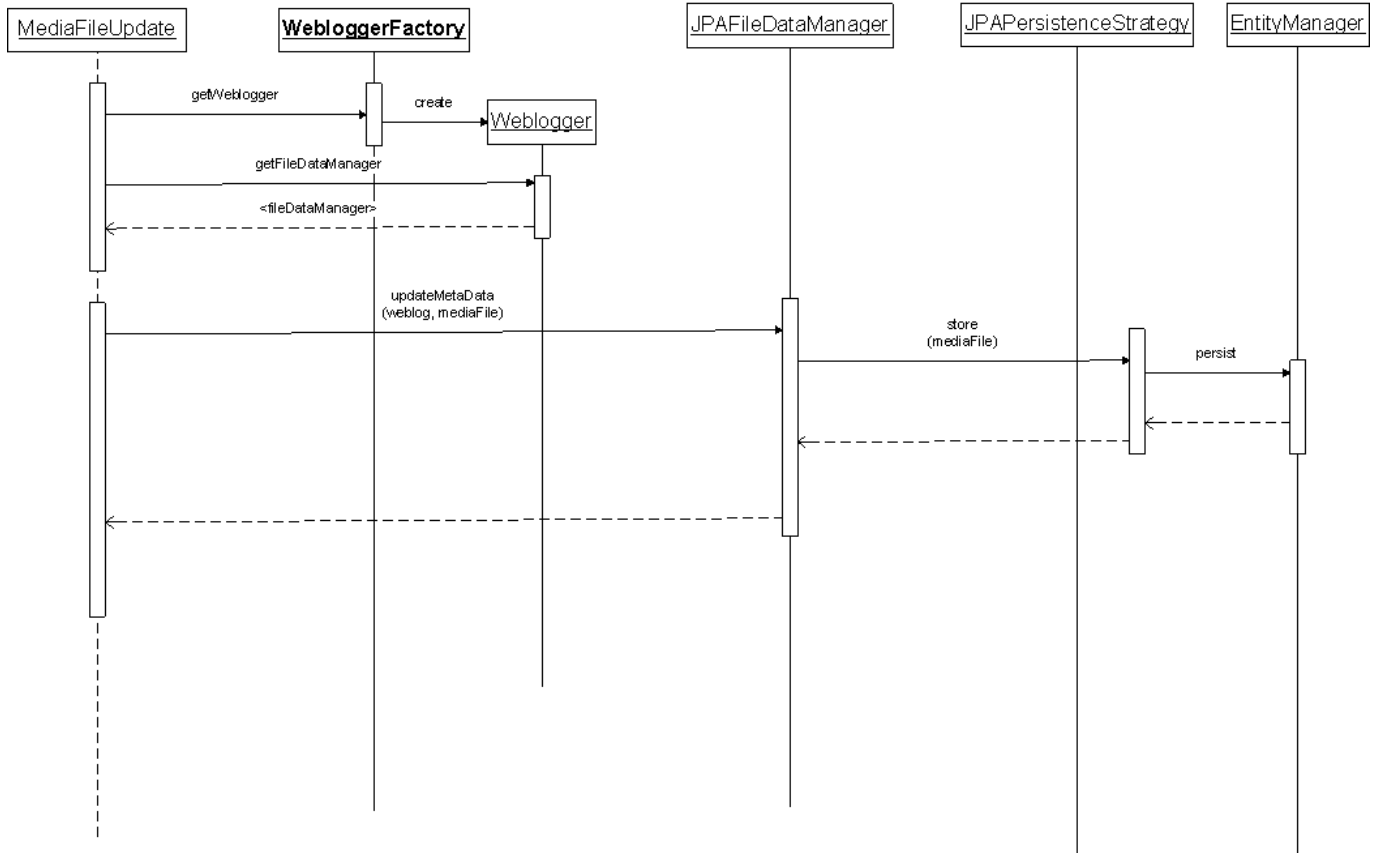 MediaFileUpdate
WebloggerFactory
JPAFileDataManager
JPAPersistenceStrategy
EntityManager
getWeblogger
create
Weblogger
getFileDataManager
<fileDataManager>
updateMetaData
(weblog, mediaFile)
store
(mediaFile)
persist